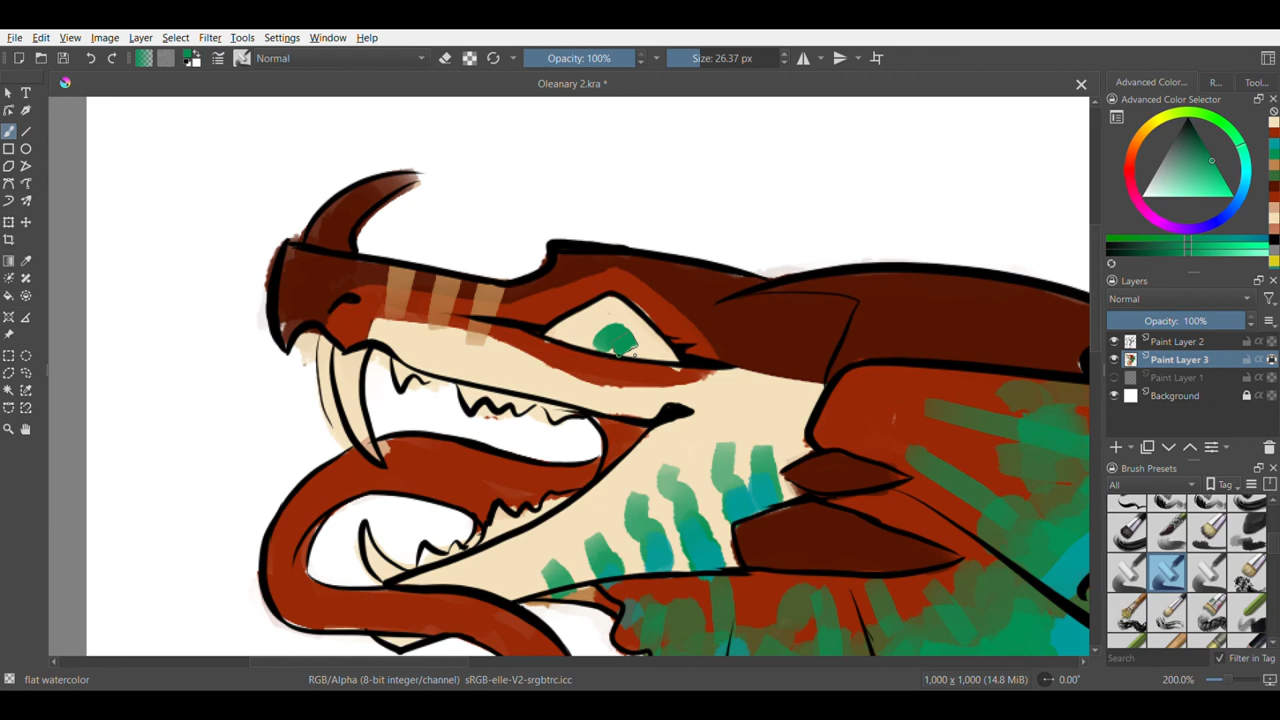 File Edit View Image Layer Select Filter Tools Settings Window Help
Normal
Opacity: 100%
Size: 26.37 px
Oleanary 2.kra *
Advanced Color...
R...
Tool...
Advanced Color Selector
Layers
Normal
Opacity: 100%
Paint Layer 2
Paint Layer 3
Paint Layer 1
Background
Brush Presets
All
Tag
Search
Filter in Tag
flat watercolor
RGB/Alpha (8-bit integer/channel) sRGB-elle-V2-srgbtrc.icc
1,000 x 1,000 (14.8 MiB)
0.00°
200.0%